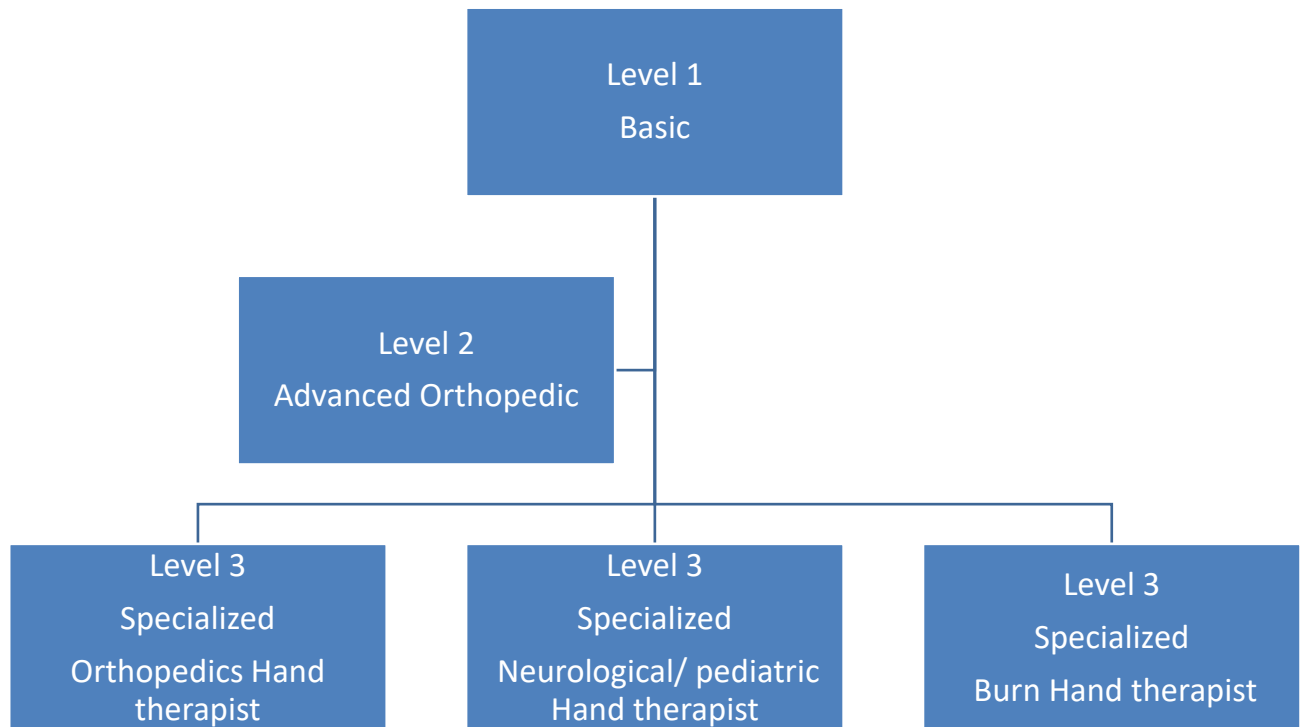 Level 1
Basic
Level 2
Advanced Orthopedic
Level 3
Specialized
Orthopedics Hand
therapist
Level 3
Specialized
Neurological/ pediatric
Hand therapist
Level 3
Specialized
Burn Hand therapist